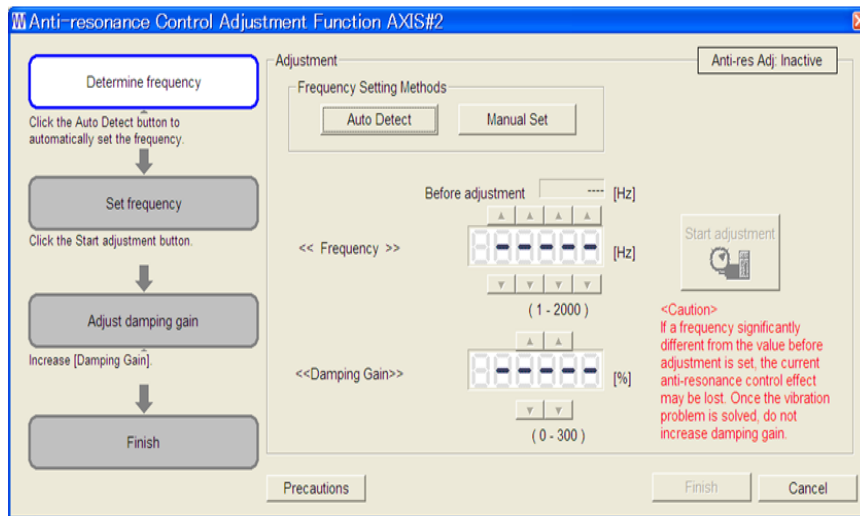 Anti-resonance Control Adjustment Function AXIS#2
Determine frequency
Click the Auto Detect button to
automatically set the frequency.
Set frequency
Click the Start adjustment button.
Adjust damping gain
Increase [Damping Gain].
Finish
Adjustment
Anti-res Adj: Inactive
Frequency Setting Methods
Auto Detect
Manual Set
Before adjustment ---- [Hz]
<< Frequency >> ----- [Hz]
( 1 - 2000 )
<<Damping Gain>> ----- [%]
( 0 - 300 )
Start adjustment
<Caution>
If a frequency significantly
different from the value before
adjustment is set, the current
anti-resonance control effect
may be lost. Once the vibration
problem is solved, do not
increase damping gain.
Precautions
Finish
Cancel